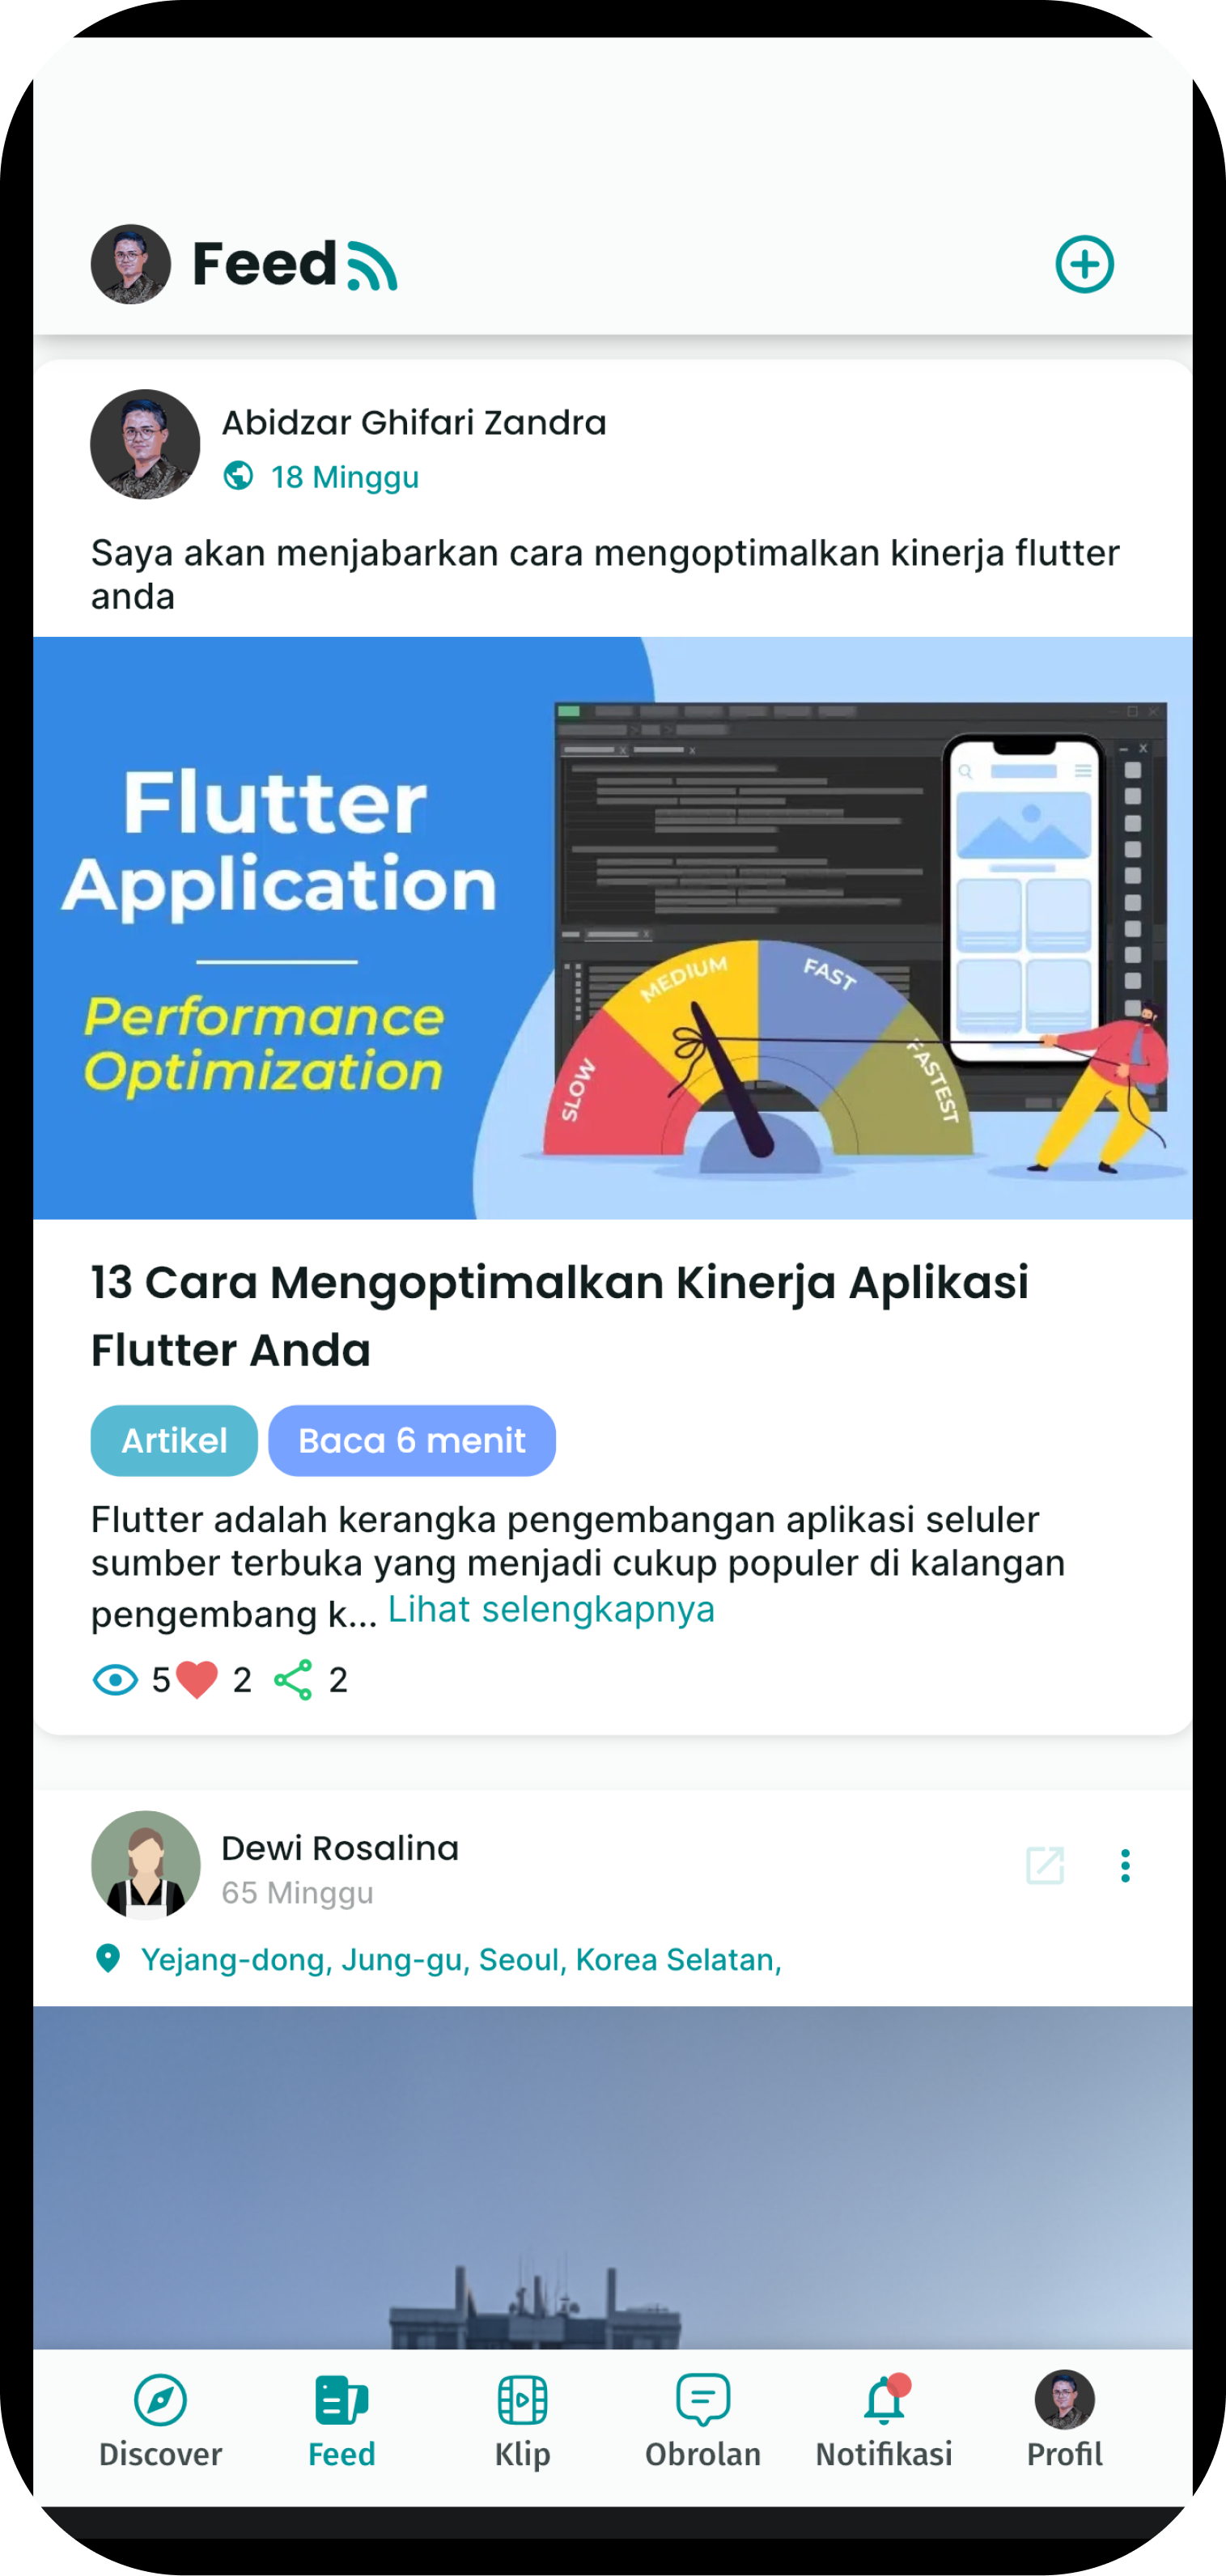 Feed
Abidzar Ghifari Zandra
18 Minggu
Saya akan menjabarkan cara mengoptimalkan kinerja flutter
anda
Flutter
Application
Performance
Optimization
SLOW
MEDIUM
FAST
FASTEST
13 Cara Mengoptimalkan Kinerja Aplikasi
Flutter Anda
Artikel Baca 6 menit
Flutter adalah kerangka pengembangan aplikasi seluler
sumber terbuka yang menjadi cukup populer di kalangan
pengembang k... Lihat selengkapnya
5 2 2
Dewi Rosalina
65 Minggu
Yejang-dong, Jung-gu, Seoul, Korea Selatan,
Discover Feed Klip Obrolan Notifikasi Profil